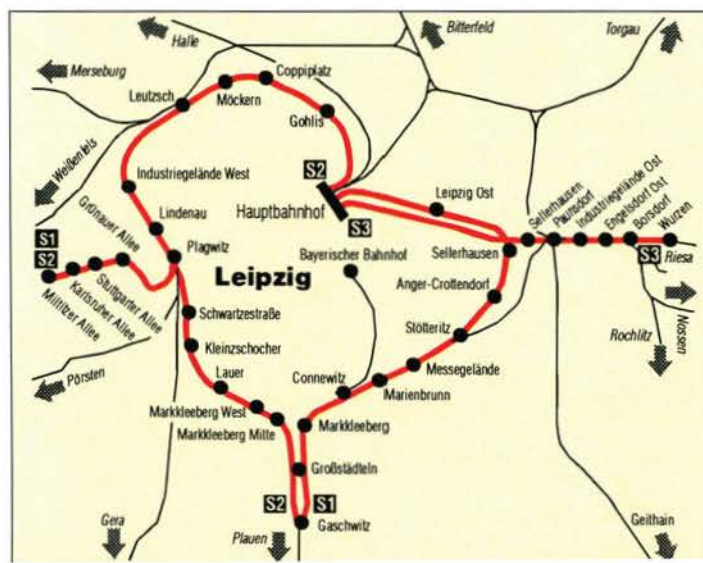 Halle
Bitterfeld
Torgau
Merseburg
Coppiplatz
Leutzsch
Möckern
Gohlis
Weißenfels
Industriegelände West
S2
Leipzig Ost
Lindenau
Hauptbahnhof
S3
Sellerhausen
Paunsdorf
Industriegelände Ost
Engelsdorf Ost
Borsdorf
Wurzen
S1
S2
Grünauer Allee
Plagwitz
Bayerischer Bahnhof
Sellerhausen
S3
Riesa
Leipzig
Stuttgarter Allee
Karlsruher Allee
Miltitzer Allee
Anger-Crottendorf
Schwartzestraße
Stötteritz
Rochlitz
Nossen
Kleinzschocher
Messegelände
Pörsten
Lauer
Connewitz
Marienbrunn
Markkleeberg West
Markkleeberg
Markkleeberg Mitte
Großstädteln
S2
S1
Gera
Gaschwitz
Geithain
Plauen